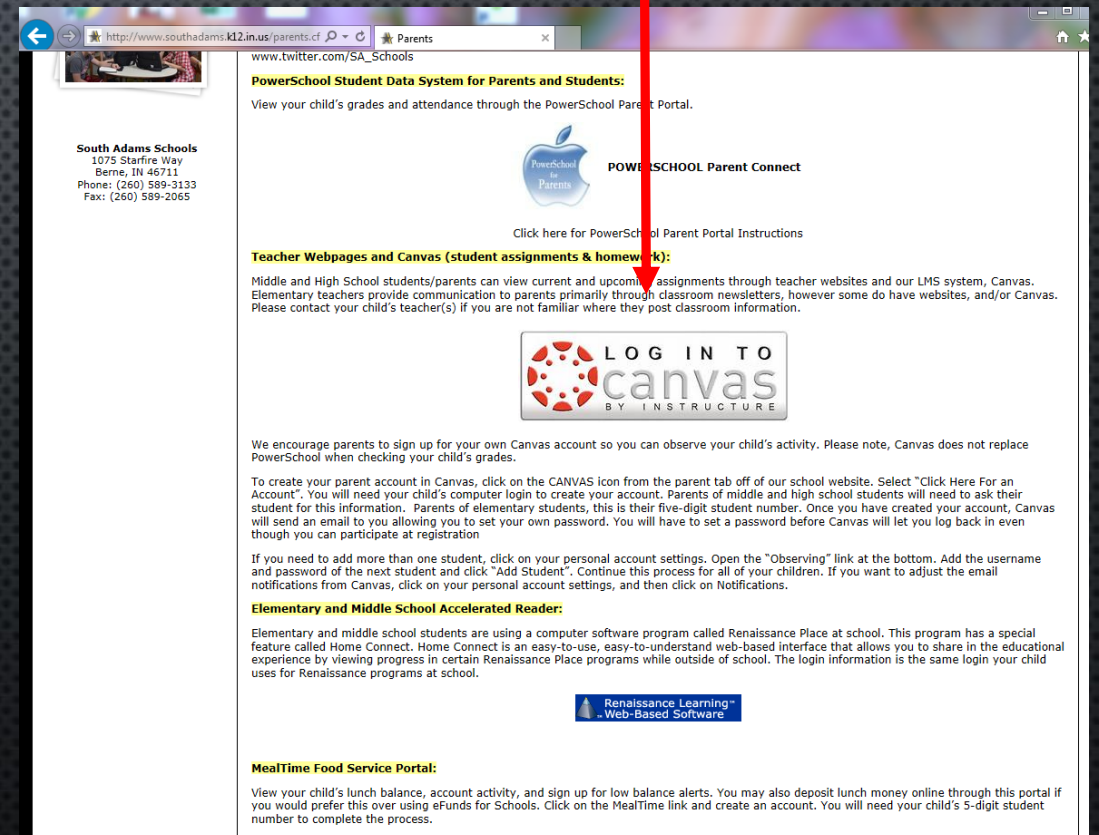 http://www.southadams.k12.in.us/parents.cf
Parents
www.twitter.com/SA_Schools
PowerSchool Student Data System for Parents and Students:
View your child's grades and attendance through the PowerSchool Parent Portal.
South Adams Schools
1075 Starfire Way
Berne, IN 46711
Phone: (260) 589-3133
Fax: (260) 589-2065
PowerSchool
for
Parents
POWERSCHOOL Parent Connect
Click here for PowerSchool Parent Portal Instructions
Teacher Webpages and Canvas (student assignments & homework):
Middle and High School students/parents can view current and upcoming assignments through teacher websites and our LMS system, Canvas.
Elementary teachers provide communication to parents primarily through classroom newsletters, however some do have websites, and/or Canvas.
Please contact your child's teacher(s) if you are not familiar where they post classroom information.
LOG IN TO
canvas
BY INSTRUCTURE
We encourage parents to sign up for your own Canvas account so you can observe your child's activity. Please note, Canvas does not replace
PowerSchool when checking your child's grades.
To create your parent account in Canvas, click on the CANVAS icon from the parent tab off of our school website. Select "Click Here For an
Account". You will need your child's computer login to create your account. Parents of middle and high school students will need to ask their
student for this information.  Parents of elementary students, this is their five-digit student number. Once you have created your account, Canvas
will send an email to you allowing you to set your own password. You will have to set a password before Canvas will let you log back in even
though you can participate at registration
If you need to add more than one student, click on your personal account settings. Open the "Observing" link at the bottom. Add the username
and password of the next student and click "Add Student". Continue this process for all of your children. If you want to adjust the email
notifications from Canvas, click on your personal account settings, and then click on Notifications.
Elementary and Middle School Accelerated Reader:
Elementary and middle school students are using a computer software program called Renaissance Place at school. This program has a special
feature called Home Connect. Home Connect is an easy-to-use, easy-to-understand web-based interface that allows you to share in the educational
experience by viewing progress in certain Renaissance Place programs while outside of school. The login information is the same login your child
uses for Renaissance programs at school.
Renaissance Learning™
Web-Based Software
MealTime Food Service Portal:
View your child's lunch balance, account activity, and sign up for low balance alerts. You may also deposit lunch money online through this portal if
you would prefer this over using eFunds for Schools. Click on the MealTime link and create an account. You will need your child's 5-digit student
number to complete the process.